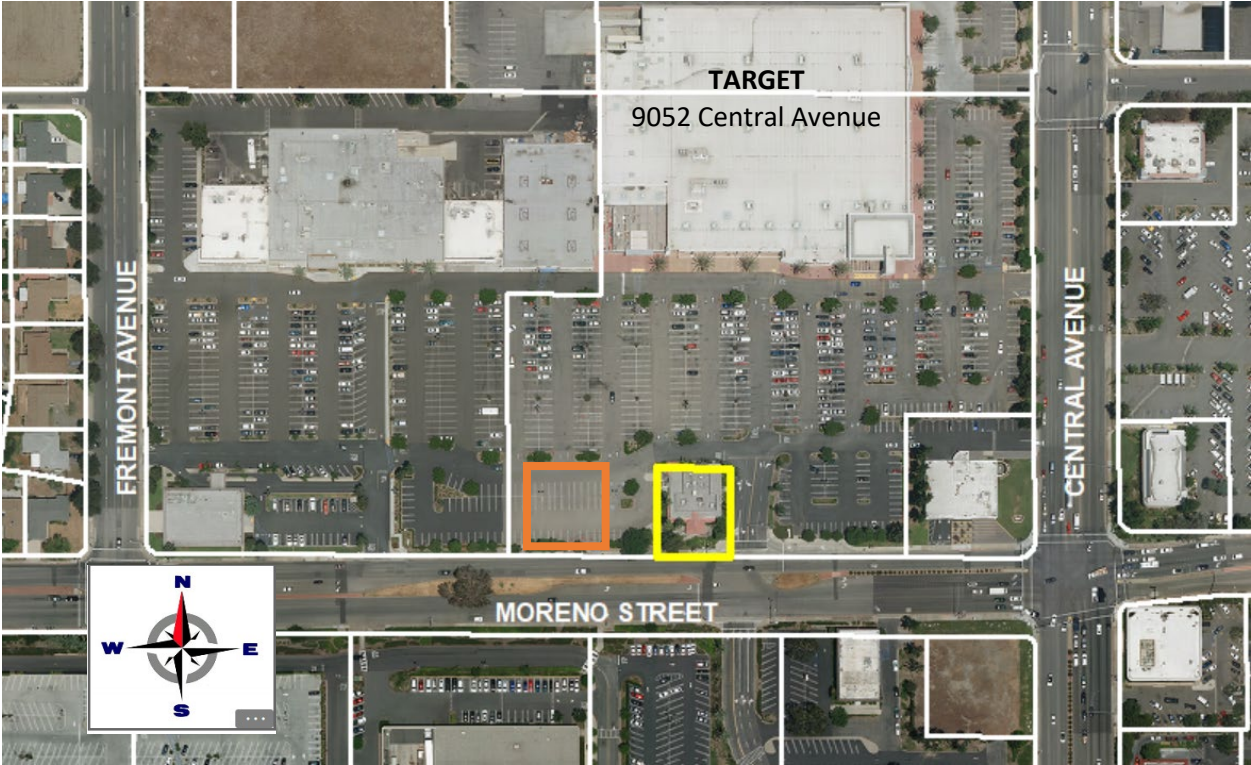 TARGET
9052 Central Avenue
FREMONT AVENUE
CENTRAL AVENUE
MORENO STREET
N
W E
S